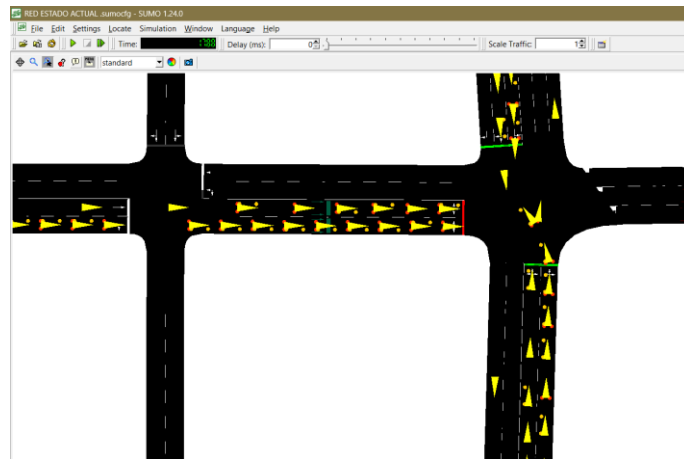 RED ESTADO ACTUAL .sumocfg - SUMO 1.24.0
File Edit Settings Locate Simulation Window Language Help
Time: Delay (ms): 0 Scale Traffic: 1
standard